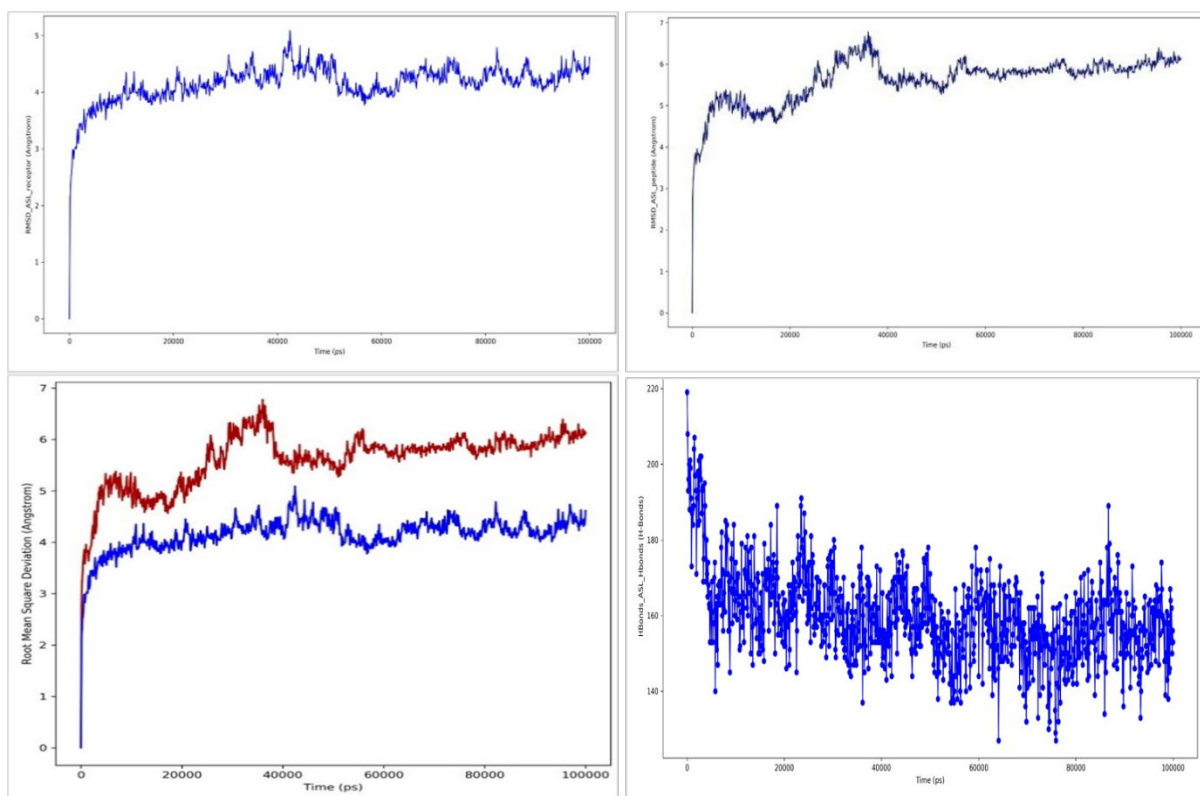 RMSD_ASL_receptor (Angstrom)
5
4
3
2
1
0
0 20000 40000 60000 80000 100000
Time (ps)
RMSD_ASL_peptide (Angstrom)
7
6
5
4
3
2
1
0
0 20000 40000 60000 80000 100000
Time (ps)
Root Mean Square Deviation (Angstrom)
7
6
5
4
3
2
1
0
0 20000 40000 60000 80000 100000
Time (ps)
HBonds_ASL_Hbonds (H-Bonds)
220
200
180
160
140
0 20000 40000 60000 80000 100000
Time (ps)